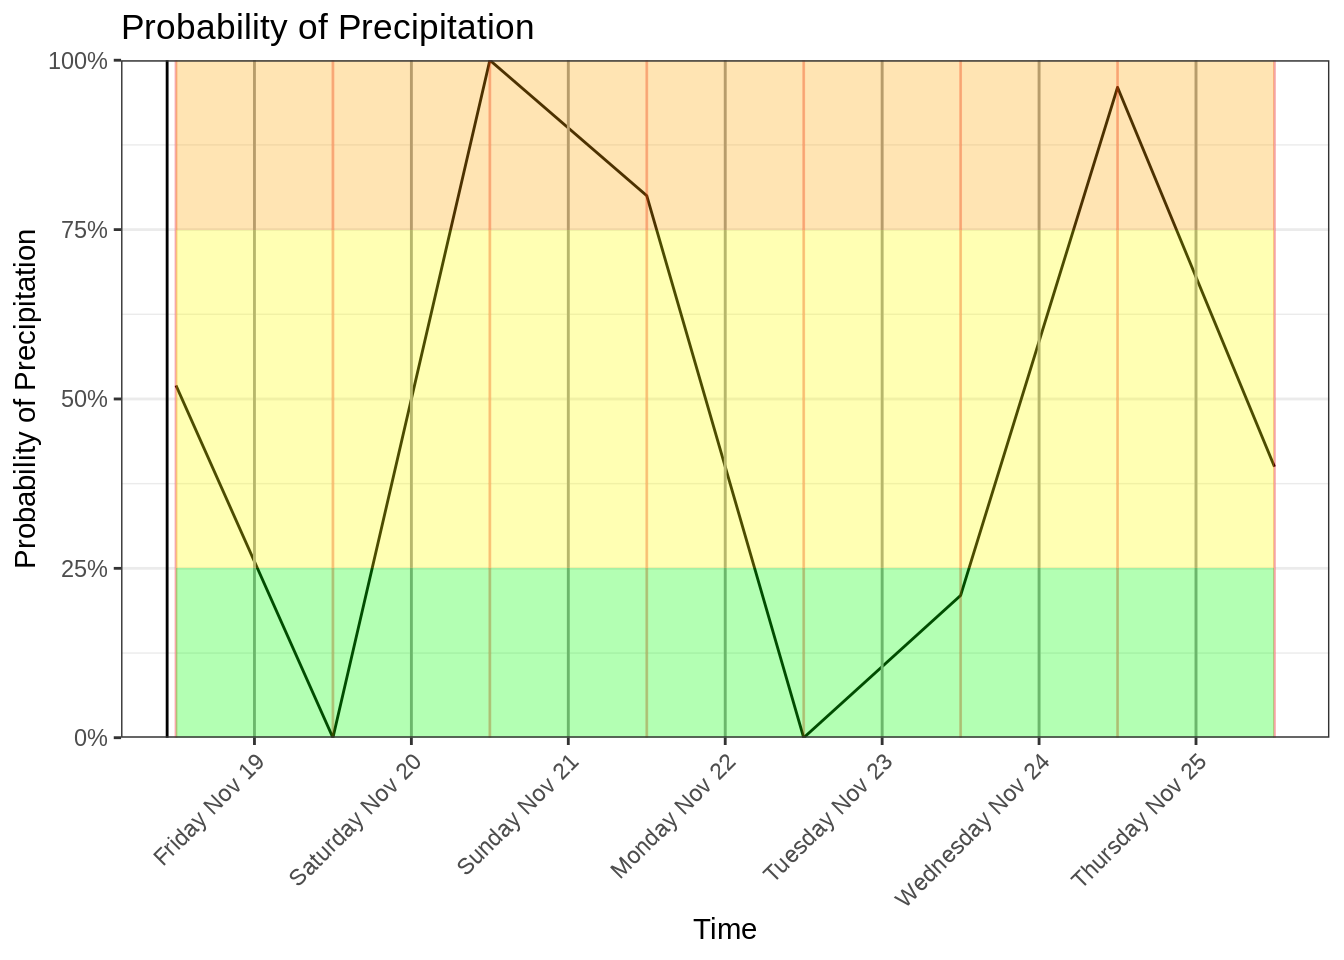 Probability of Precipitation
Probability of Precipitation
100%
75%
50%
25%
0%
Friday Nov 19
Saturday Nov 20
Sunday Nov 21
Monday Nov 22
Tuesday Nov 23
Wednesday Nov 24
Thursday Nov 25
Time